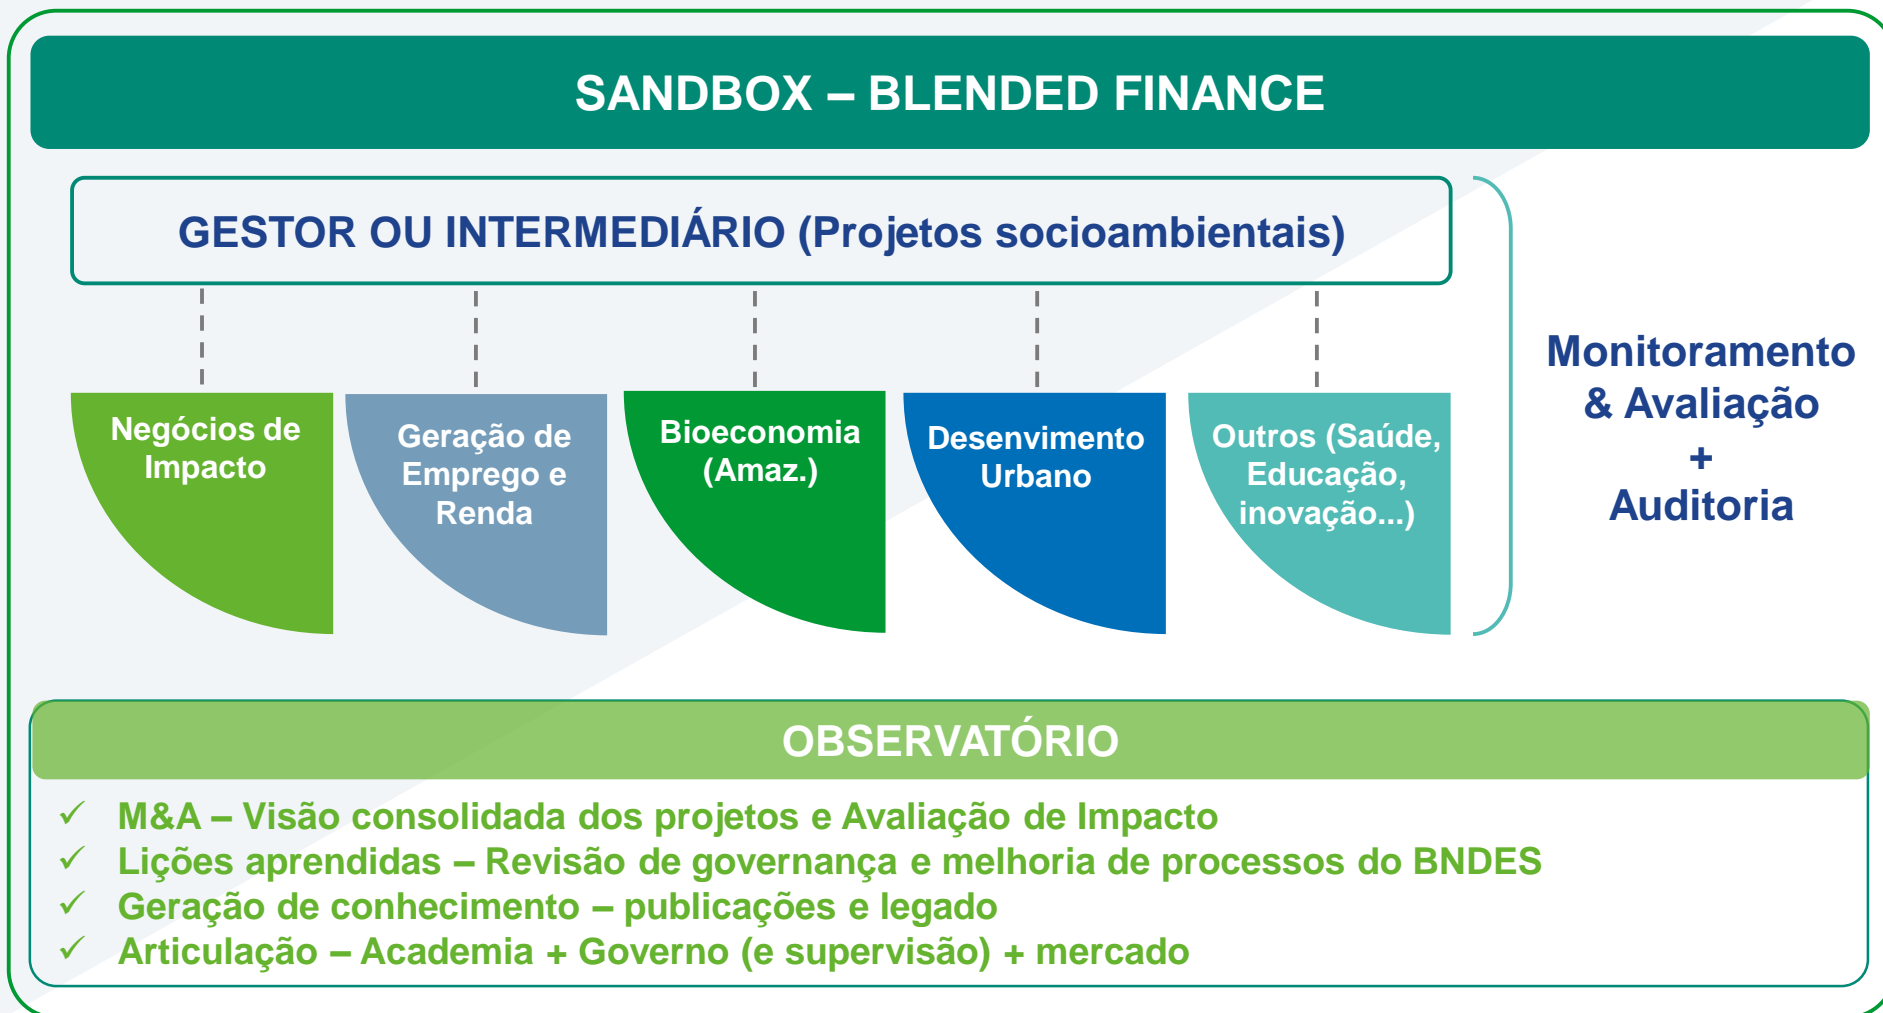 SANDBOX – BLENDED FINANCE
GESTOR OU INTERMEDIÁRIO (Projetos socioambientais)
Negócios de
Impacto
Geração de
Emprego e
Renda
Bioeconomia
(Amaz.)
Desenvimento
Urbano
Outros (Saúde,
Educação,
inovação...)
Monitoramento
& Avaliação
+
Auditoria
OBSERVATÓRIO
✓ M&A – Visão consolidada dos projetos e Avaliação de Impacto
✓ Lições aprendidas – Revisão de governança e melhoria de processos do BNDES
✓ Geração de conhecimento – publicações e legado
✓ Articulação – Academia + Governo (e supervisão) + mercado